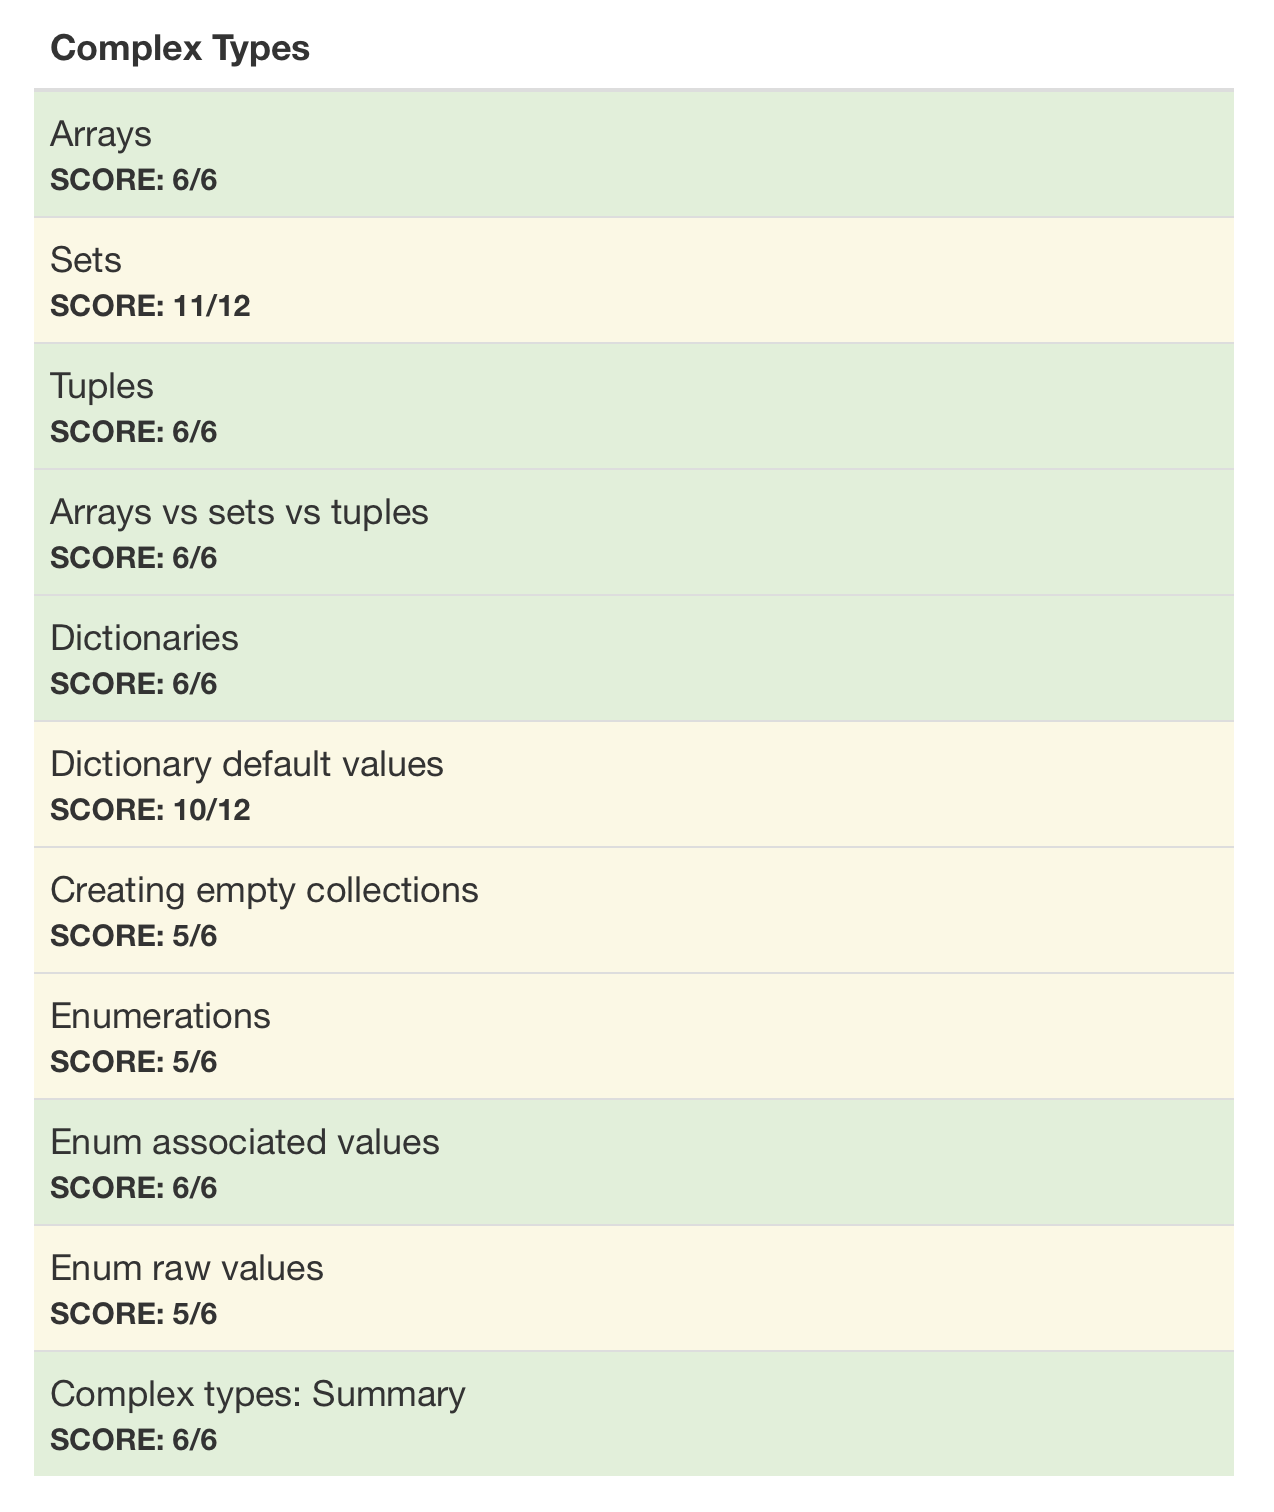 Complex Types
Arrays
SCORE: 6/6
Sets
SCORE: 11/12
Tuples
SCORE: 6/6
Arrays vs sets vs tuples
SCORE: 6/6
Dictionaries
SCORE: 6/6
Dictionary default values
SCORE: 10/12
Creating empty collections
SCORE: 5/6
Enumerations
SCORE: 5/6
Enum associated values
SCORE: 6/6
Enum raw values
SCORE: 5/6
Complex types: Summary
SCORE: 6/6